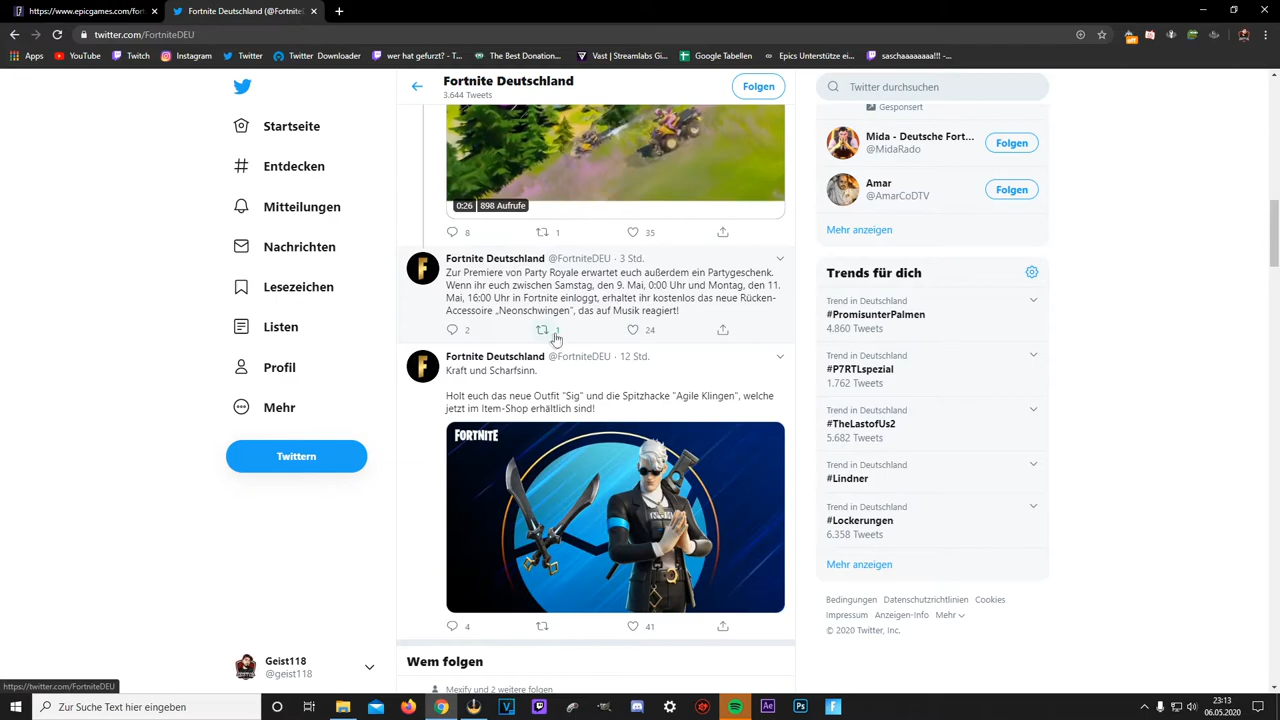 https://www.epicgames.com/fortni
Fortnite Deutschland (@FortniteDE
twitter.com/FortniteDEU
Apps
YouTube
Twitch
Instagram
Twitter
Twitter Downloader
wer hat gefurzt? - T...
The Best Donation...
Vast | Streamlabs Gi...
Google Tabellen
Epics Unterstütze ei...
saschaaaaaa!!! -...
Fortnite Deutschland
3.644 Tweets
Folgen
Startseite
Entdecken
Mitteilungen
Nachrichten
Lesezeichen
Listen
Profil
Mehr
Twittern
Geist118
@geist118
https://twitter.com/FortniteDEU
0:26 | 898 Aufrufe
8 1 35
Fortnite Deutschland @FortniteDEU · 3 Std.
Zur Premiere von Party Royale erwartet euch außerdem ein Partygeschenk.
Wenn ihr euch zwischen Samstag, den 9. Mai, 0:00 Uhr und Montag, den 11.
Mai, 16:00 Uhr in Fortnite einloggt, erhaltet ihr kostenlos das neue Rücken-
Accessoire „Neonschwingen", das auf Musik reagiert!
2 1 24
Fortnite Deutschland @FortniteDEU · 12 Std.
Kraft und Scharfsinn.
Holt euch das neue Outfit "Sig" und die Spitzhacke "Agile Klingen", welche
jetzt im Item-Shop erhältlich sind!
FORTNITE
4 41
Wem folgen
Mexify und 2 weitere folgen
Twitter durchsuchen
Gesponsert
Mida - Deutsche Fort...
@MidaRado
Folgen
Amar
@AmarCoDTV
Folgen
Mehr anzeigen
Trends für dich
Trend in Deutschland
#PromisunterPalmen
4.860 Tweets
Trend in Deutschland
#P7RTLspezial
1.762 Tweets
Trend in Deutschland
#TheLastofUs2
5.682 Tweets
Trend in Deutschland
#Lindner
Trend in Deutschland
#Lockerungen
6.358 Tweets
Mehr anzeigen
Bedingungen Datenschutzrichtlinien Cookies
Impressum Anzeigen-Info Mehr
© 2020 Twitter, Inc.
Zur Suche Text hier eingeben
23:13
06.05.2020